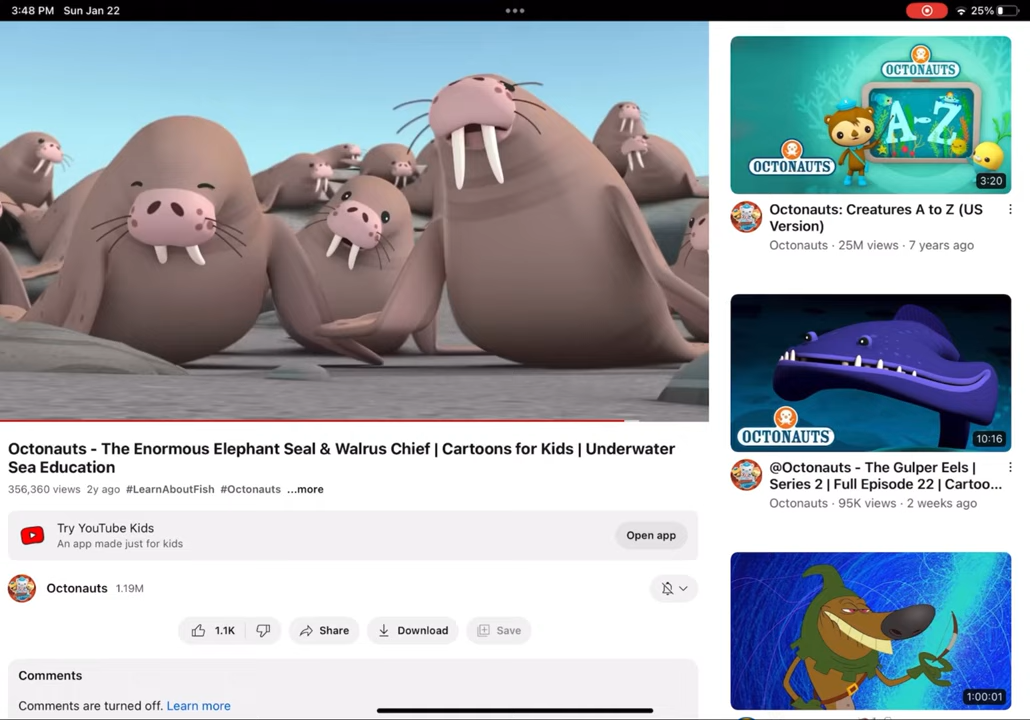 3:48 PM Sun Jan 22
25%
OCTONAUTS
OCTONAUTS
A-Z
3:20
Octonauts: Creatures A to Z (US
Version)
Octonauts · 25M views · 7 years ago
OCTONAUTS
10:16
@Octonauts - The Gulper Eels |
Series 2 | Full Episode 22 | Cartoo...
Octonauts · 95K views · 2 weeks ago
1:00:01
Octonauts - The Enormous Elephant Seal & Walrus Chief | Cartoons for Kids | Underwater
Sea Education
356,360 views 2y ago #LearnAboutFish #Octonauts ...more
Try YouTube Kids
An app made just for kids
Open app
Octonauts 1.19M
1.1K Share Download Save
Comments
Comments are turned off. Learn more